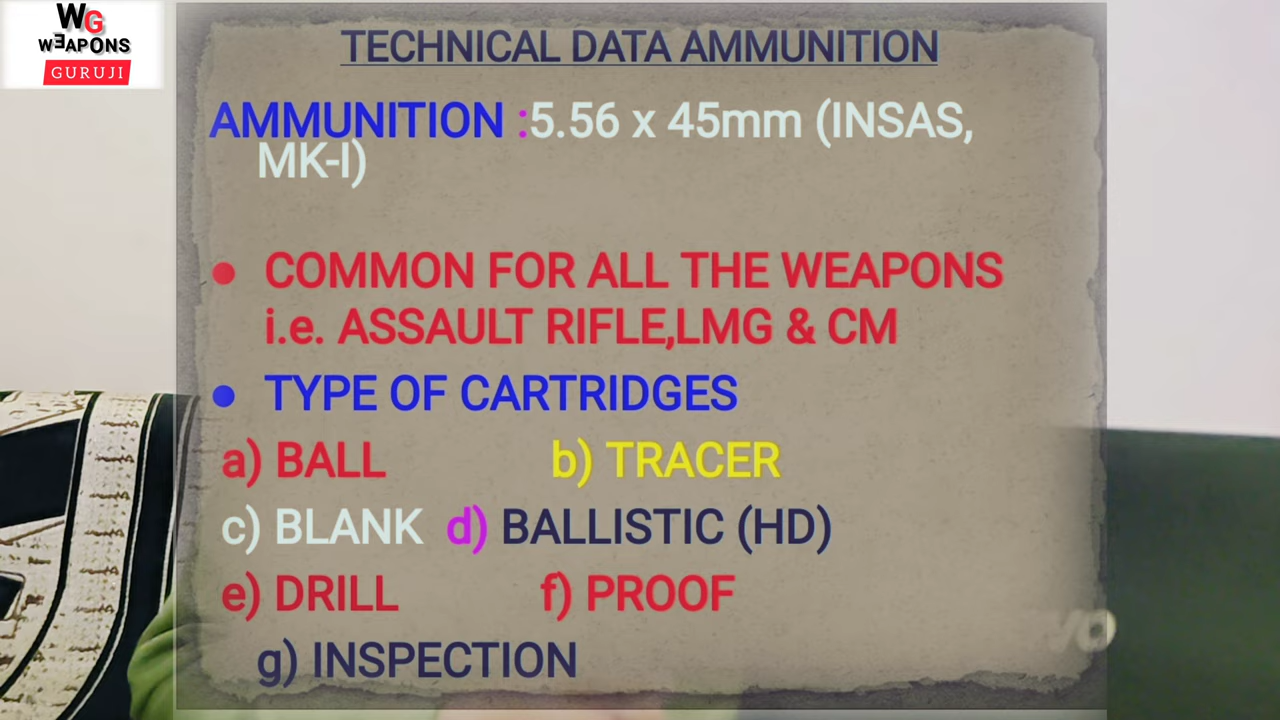 WG
WEAPONS
GURUJI
TECHNICAL DATA AMMUNITION
AMMUNITION :5.56 x 45mm (INSAS,
MK-I)
● COMMON FOR ALL THE WEAPONS
i.e. ASSAULT RIFLE,LMG & CM
● TYPE OF CARTRIDGES
a) BALL b) TRACER
c) BLANK d) BALLISTIC (HD)
e) DRILL f) PROOF
g) INSPECTION